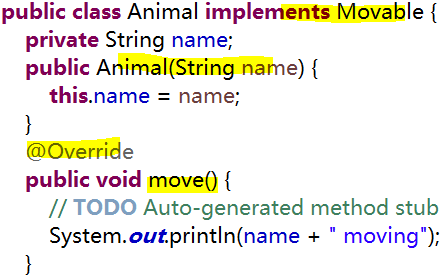 public class Animal implements Movable {
private String name;
public Animal(String name) {
this.name = name;
}
@Override
public void move() {
// TODO Auto-generated method stub
System.out.println(name + " moving");
}